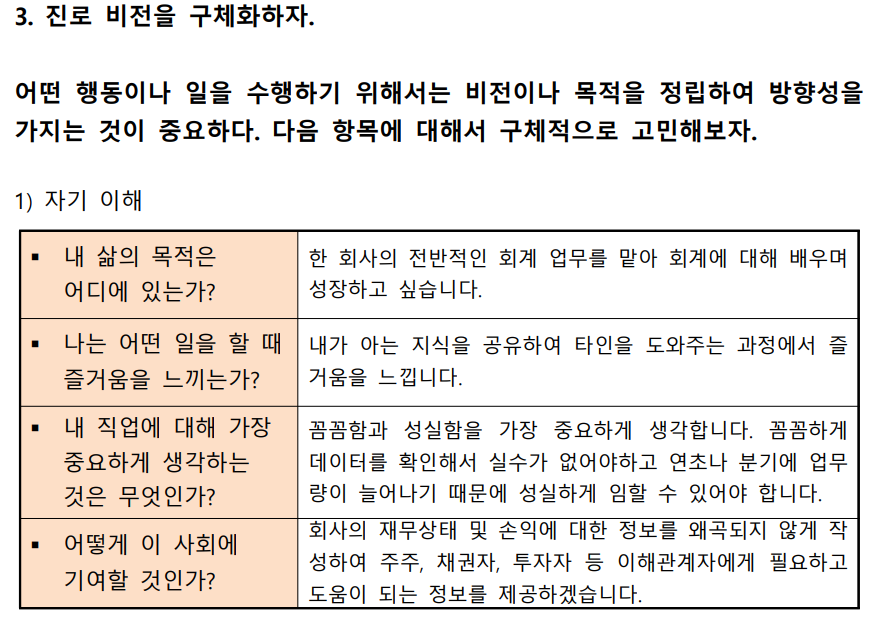 3. 진로 비전을 구체화하자.
어떤 행동이나 일을 수행하기 위해서는 비전이나 목적을 정립하여 방향성을
가지는 것이 중요하다. 다음 항목에 대해서 구체적으로 고민해보자.
1) 자기 이해
▪ 내 삶의 목적은
어디에 있는가?
한 회사의 전반적인 회계 업무를 맡아 회계에 대해 배우며
성장하고 싶습니다.
▪ 나는 어떤 일을 할 때
즐거움을 느끼는가?
내가 아는 지식을 공유하여 타인을 도와주는 과정에서 즐
거움을 느낍니다.
▪ 내 직업에 대해 가장
중요하게 생각하는
것은 무엇인가?
꼼꼼함과 성실함을 가장 중요하게 생각합니다. 꼼꼼하게
데이터를 확인해서 실수가 없어야하고 연초나 분기에 업무
량이 늘어나기 때문에 성실하게 임할 수 있어야 합니다.
▪ 어떻게 이 사회에
기여할 것인가?
회사의 재무상태 및 손익에 대한 정보를 왜곡되지 않게 작
성하여 주주, 채권자, 투자자 등 이해관계자에게 필요하고
도움이 되는 정보를 제공하겠습니다.